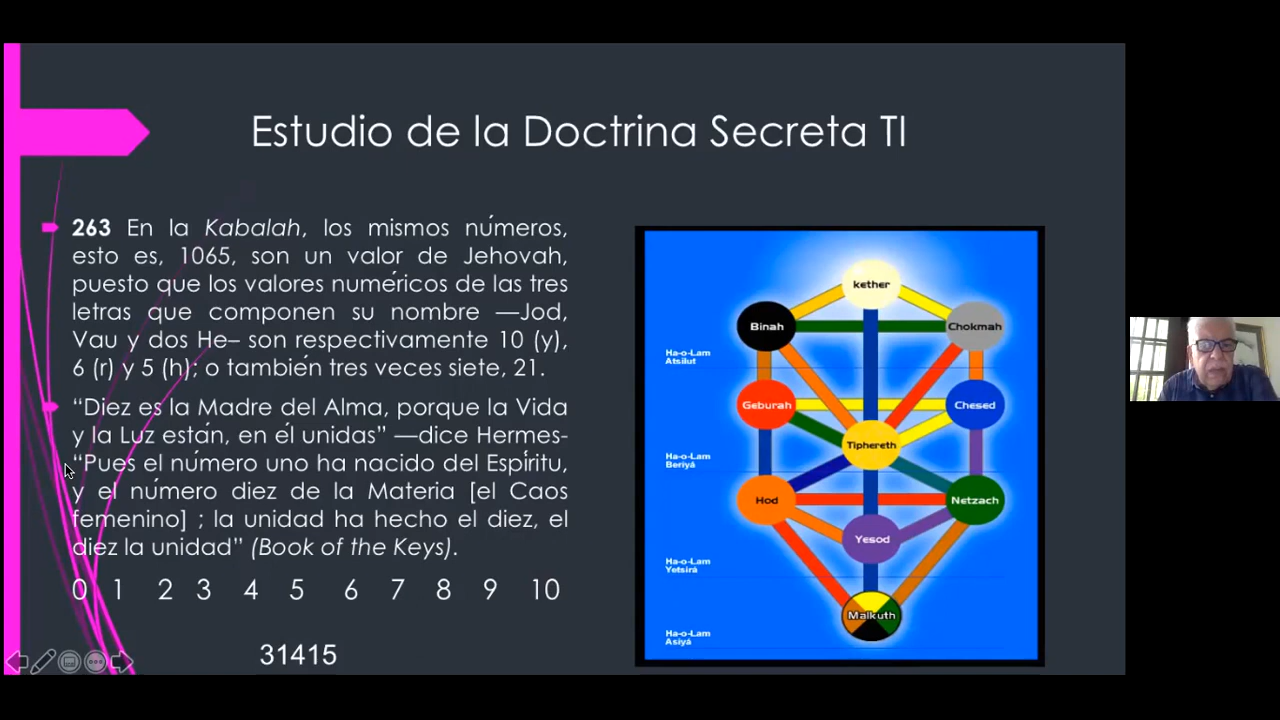 Estudio de la Doctrina Secreta TI
263 En la Kabalah, los mismos números,
esto es, 1065, son un valor de Jehovah,
puesto que los valores numéricos de las tres
letras que componen su nombre —Jod,
Vau y dos He– son respectivamente 10 (y),
6 (r) y 5 (h); o también tres veces siete, 21.
“Diez es la Madre del Alma, porque la Vida
y la Luz están, en él unidas” —dice Hermes-
“Pues el número uno ha nacido del Espíritu,
y el número diez de la Materia [el Caos
femenino] ; la unidad ha hecho el diez, el
diez la unidad” (Book of the Keys).
0 1 2 3 4 5 6 7 8 9 10
31415
kether
Binah
Chokmah
Ha-o-Lam
Atsilut
Geburah
Chesed
Tiphereth
Ha-o-Lam
Beriyá
Hod
Netzach
Yesod
Ha-o-Lam
Yetsirá
Malkuth
Ha-o-Lam
Asiyá